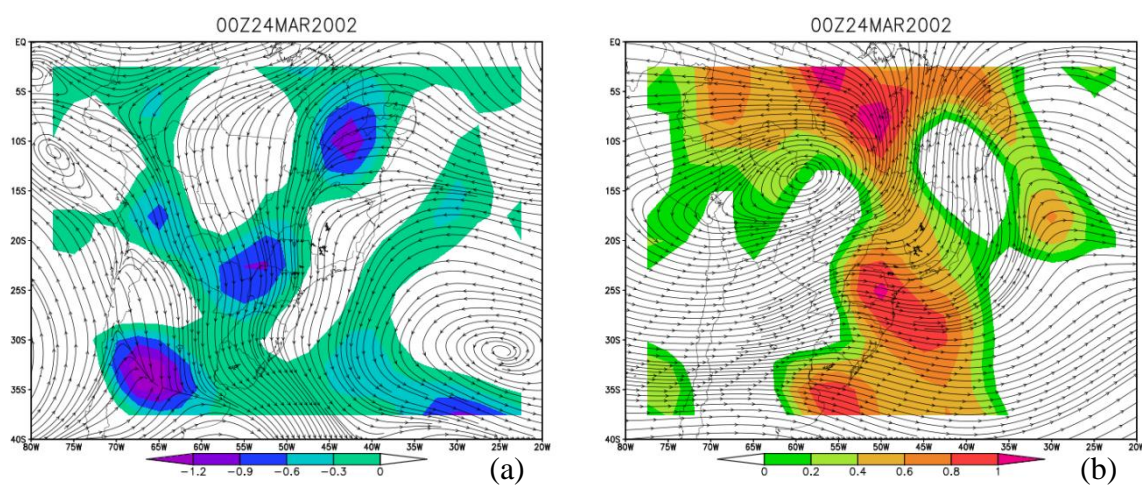 00Z24MAR2002
EQ
5S
10S
15S
20S
25S
30S
35S
40S
80W 75W 70W 65W 60W 55W 50W 45W 40W 35W 30W 25W 20W
-1.2 -0.9 -0.6 -0.3 0
(a)
00Z24MAR2002
EQ
5S
10S
15S
20S
25S
30S
35S
40S
80W 75W 70W 65W 60W 55W 50W 45W 40W 35W 30W 25W 20W
0 0.2 0.4 0.6 0.8 1
(b)